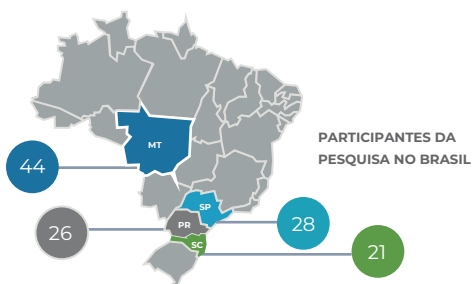 MT
PARTICIPANTES DA
PESQUISA NO BRASIL
44
SP
PR
26
28
SC
21